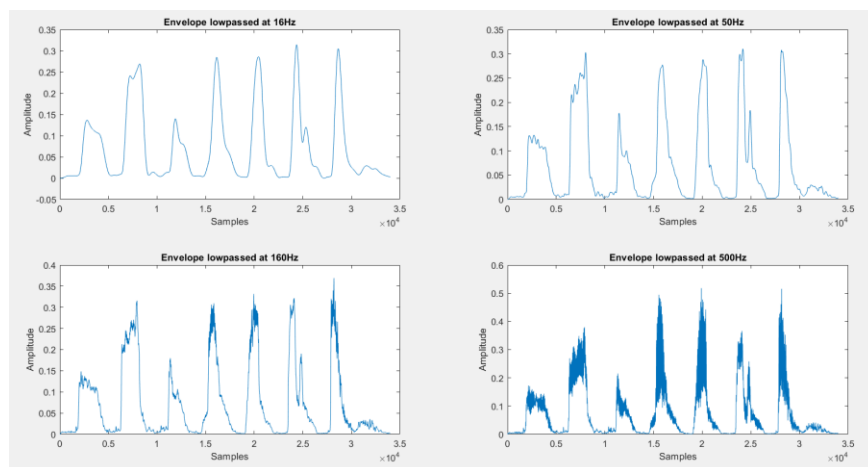 Envelope lowpassed at 16Hz
0.35
0.3
0.25
0.2
0.15
0.1
0.05
0
-0.05
Amplitude
0 0.5 1 1.5 2 2.5 3 3.5
Samples
×10⁴
Envelope lowpassed at 50Hz
0.35
0.3
0.25
0.2
0.15
0.1
0.05
0
Amplitude
0 0.5 1 1.5 2 2.5 3 3.5
Samples
×10⁴
Envelope lowpassed at 160Hz
0.4
0.35
0.3
0.25
0.2
0.15
0.1
0.05
0
Amplitude
0 0.5 1 1.5 2 2.5 3 3.5
Samples
×10⁴
Envelope lowpassed at 500Hz
0.6
0.5
0.4
0.3
0.2
0.1
0
Amplitude
0 0.5 1 1.5 2 2.5 3 3.5
Samples
×10⁴